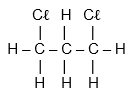 Cℓ H Cℓ
H – C – C – C – H
H H H